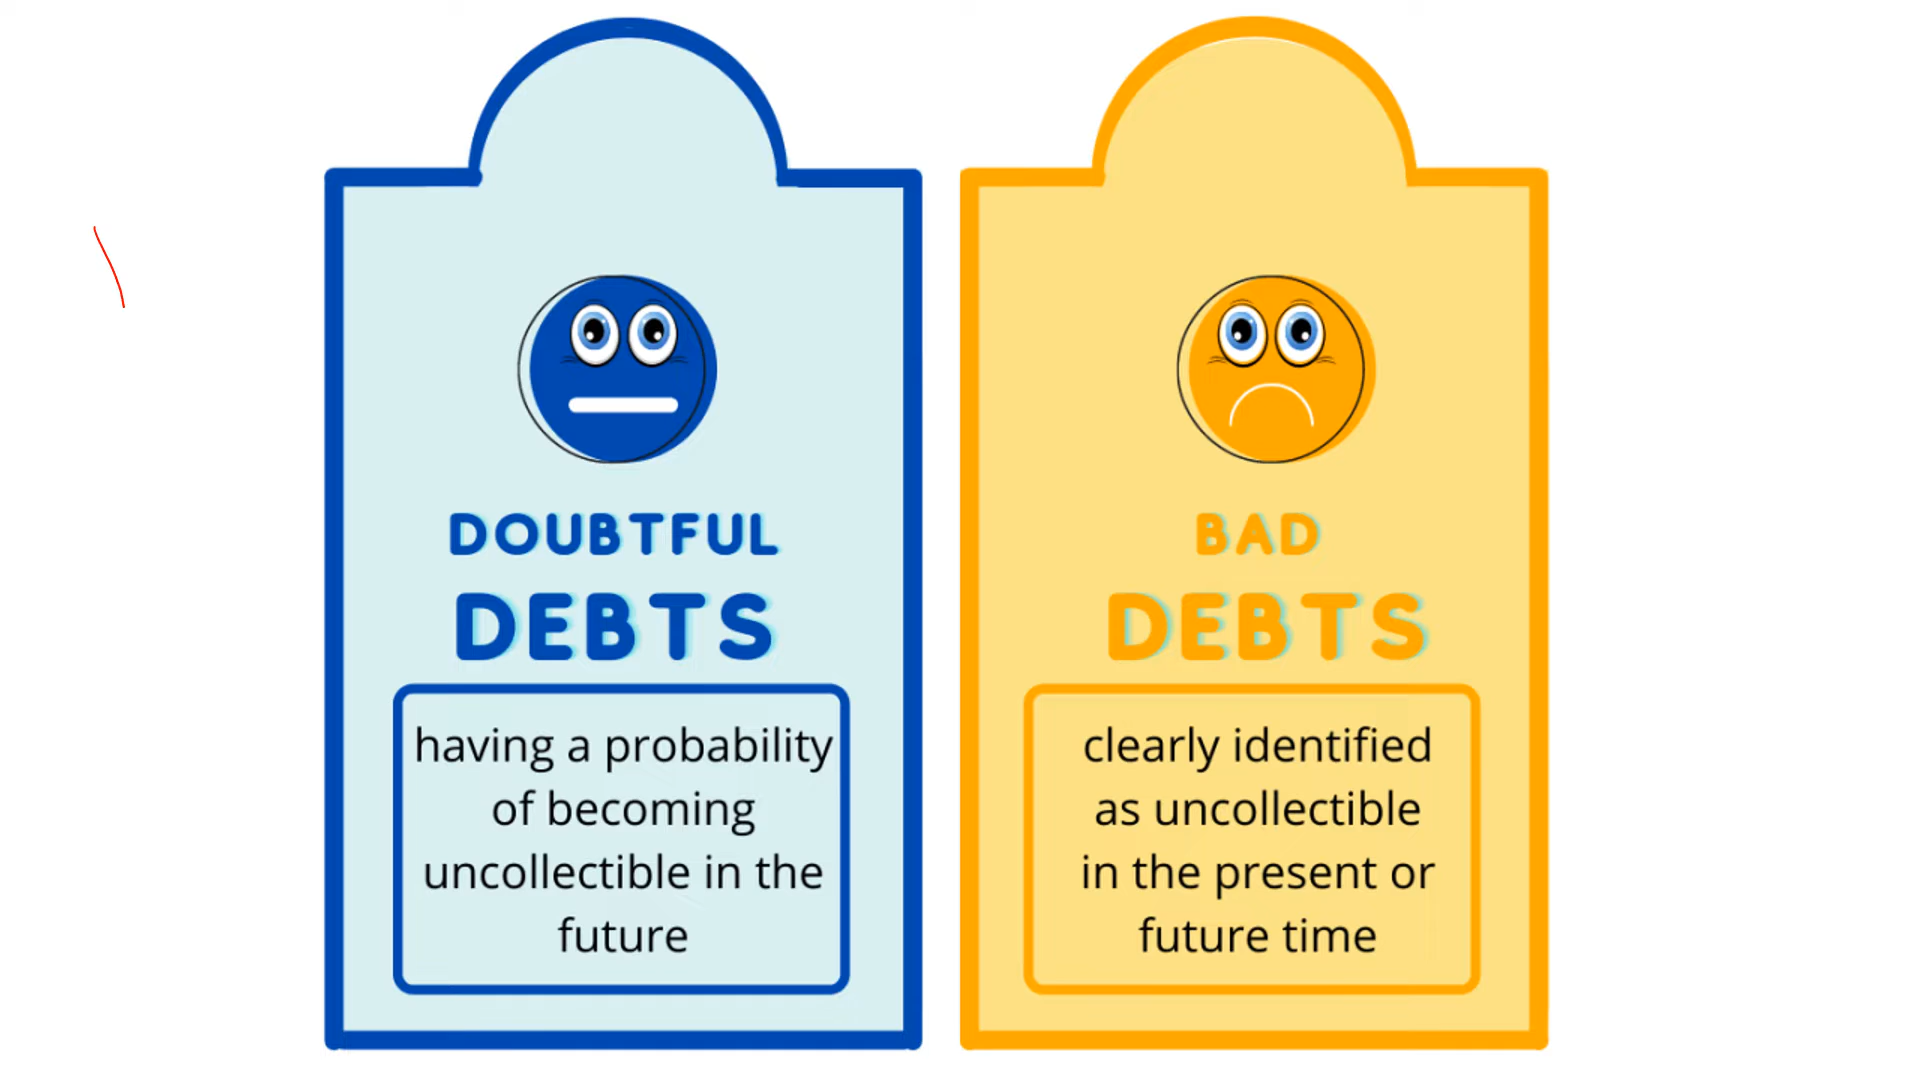 DOUBTFUL
DEBTS
having a probability
of becoming
uncollectible in the
future
BAD
DEBTS
clearly identified
as uncollectible
in the present or
future time